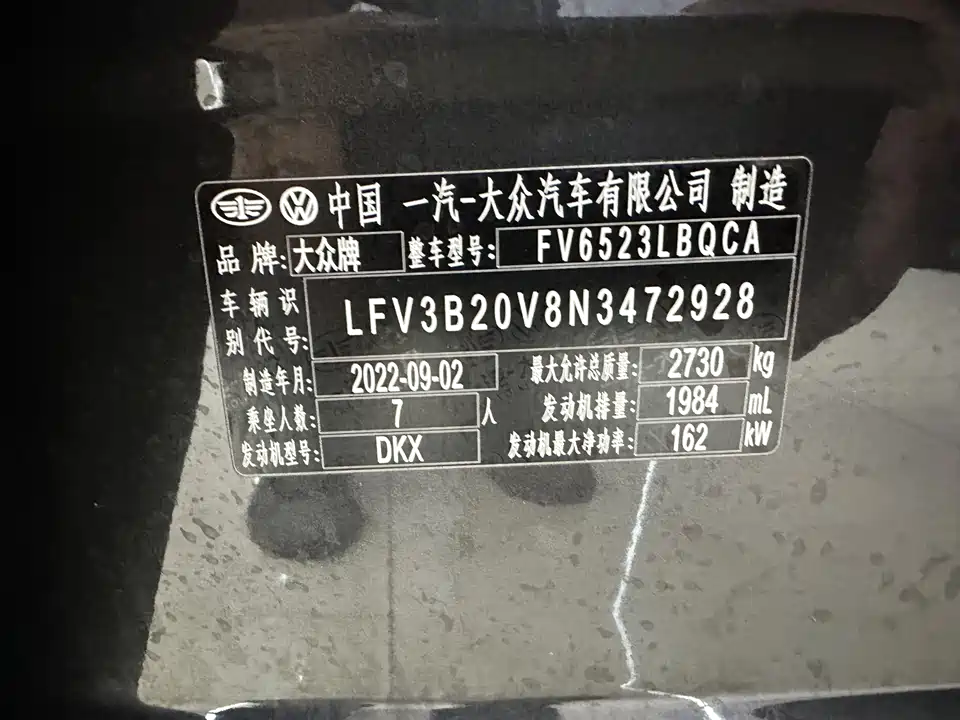 中国 一汽-大众汽车有限公司 制造
品牌: 大众牌 整车型号: FV6523LBQCA
车辆识别代号: LFV3B20V8N3472928
制造年月: 2022-09-02 最大允许总质量: 2730 kg
乘坐人数: 7 人 发动机排量: 1984 mL
发动机型号: DKX 发动机最大净功率: 162 kW